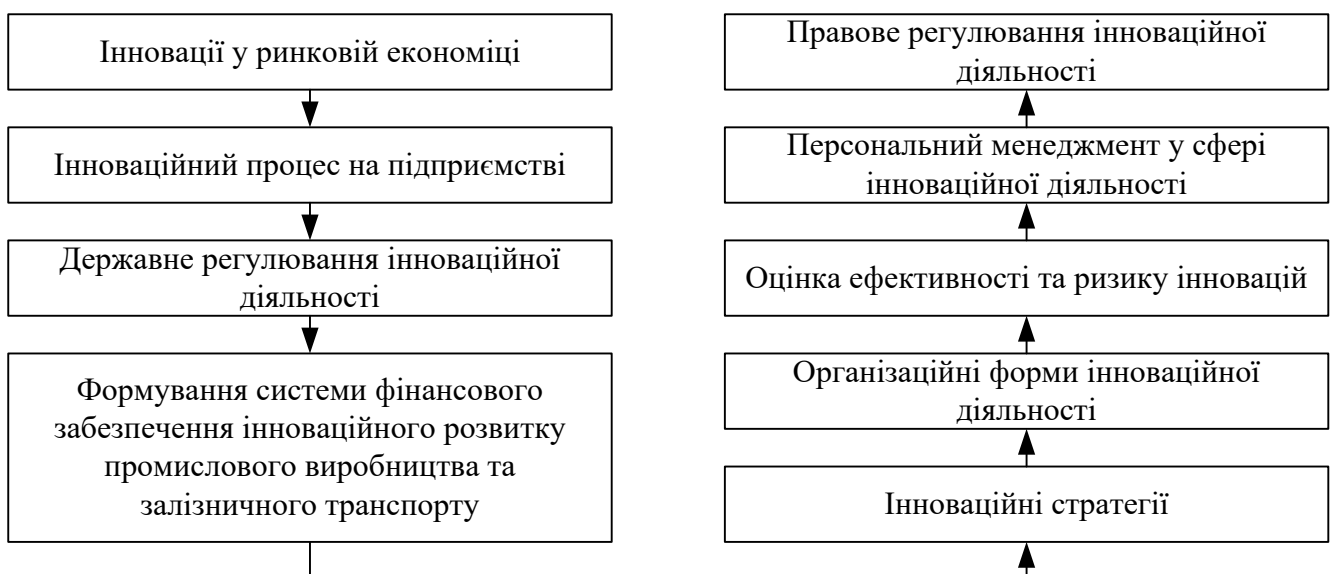 Інновації у ринковій економіці
Інноваційний процес на підприємстві
Державне регулювання інноваційної
діяльності
Формування системи фінансового
забезпечення інноваційного розвитку
промислового виробництва та
залізничного транспорту
Правове регулювання інноваційної
діяльності
Персональний менеджмент у сфері
інноваційної діяльності
Оцінка ефективності та ризику інновацій
Організаційні форми інноваційної
діяльності
Інноваційні стратегії